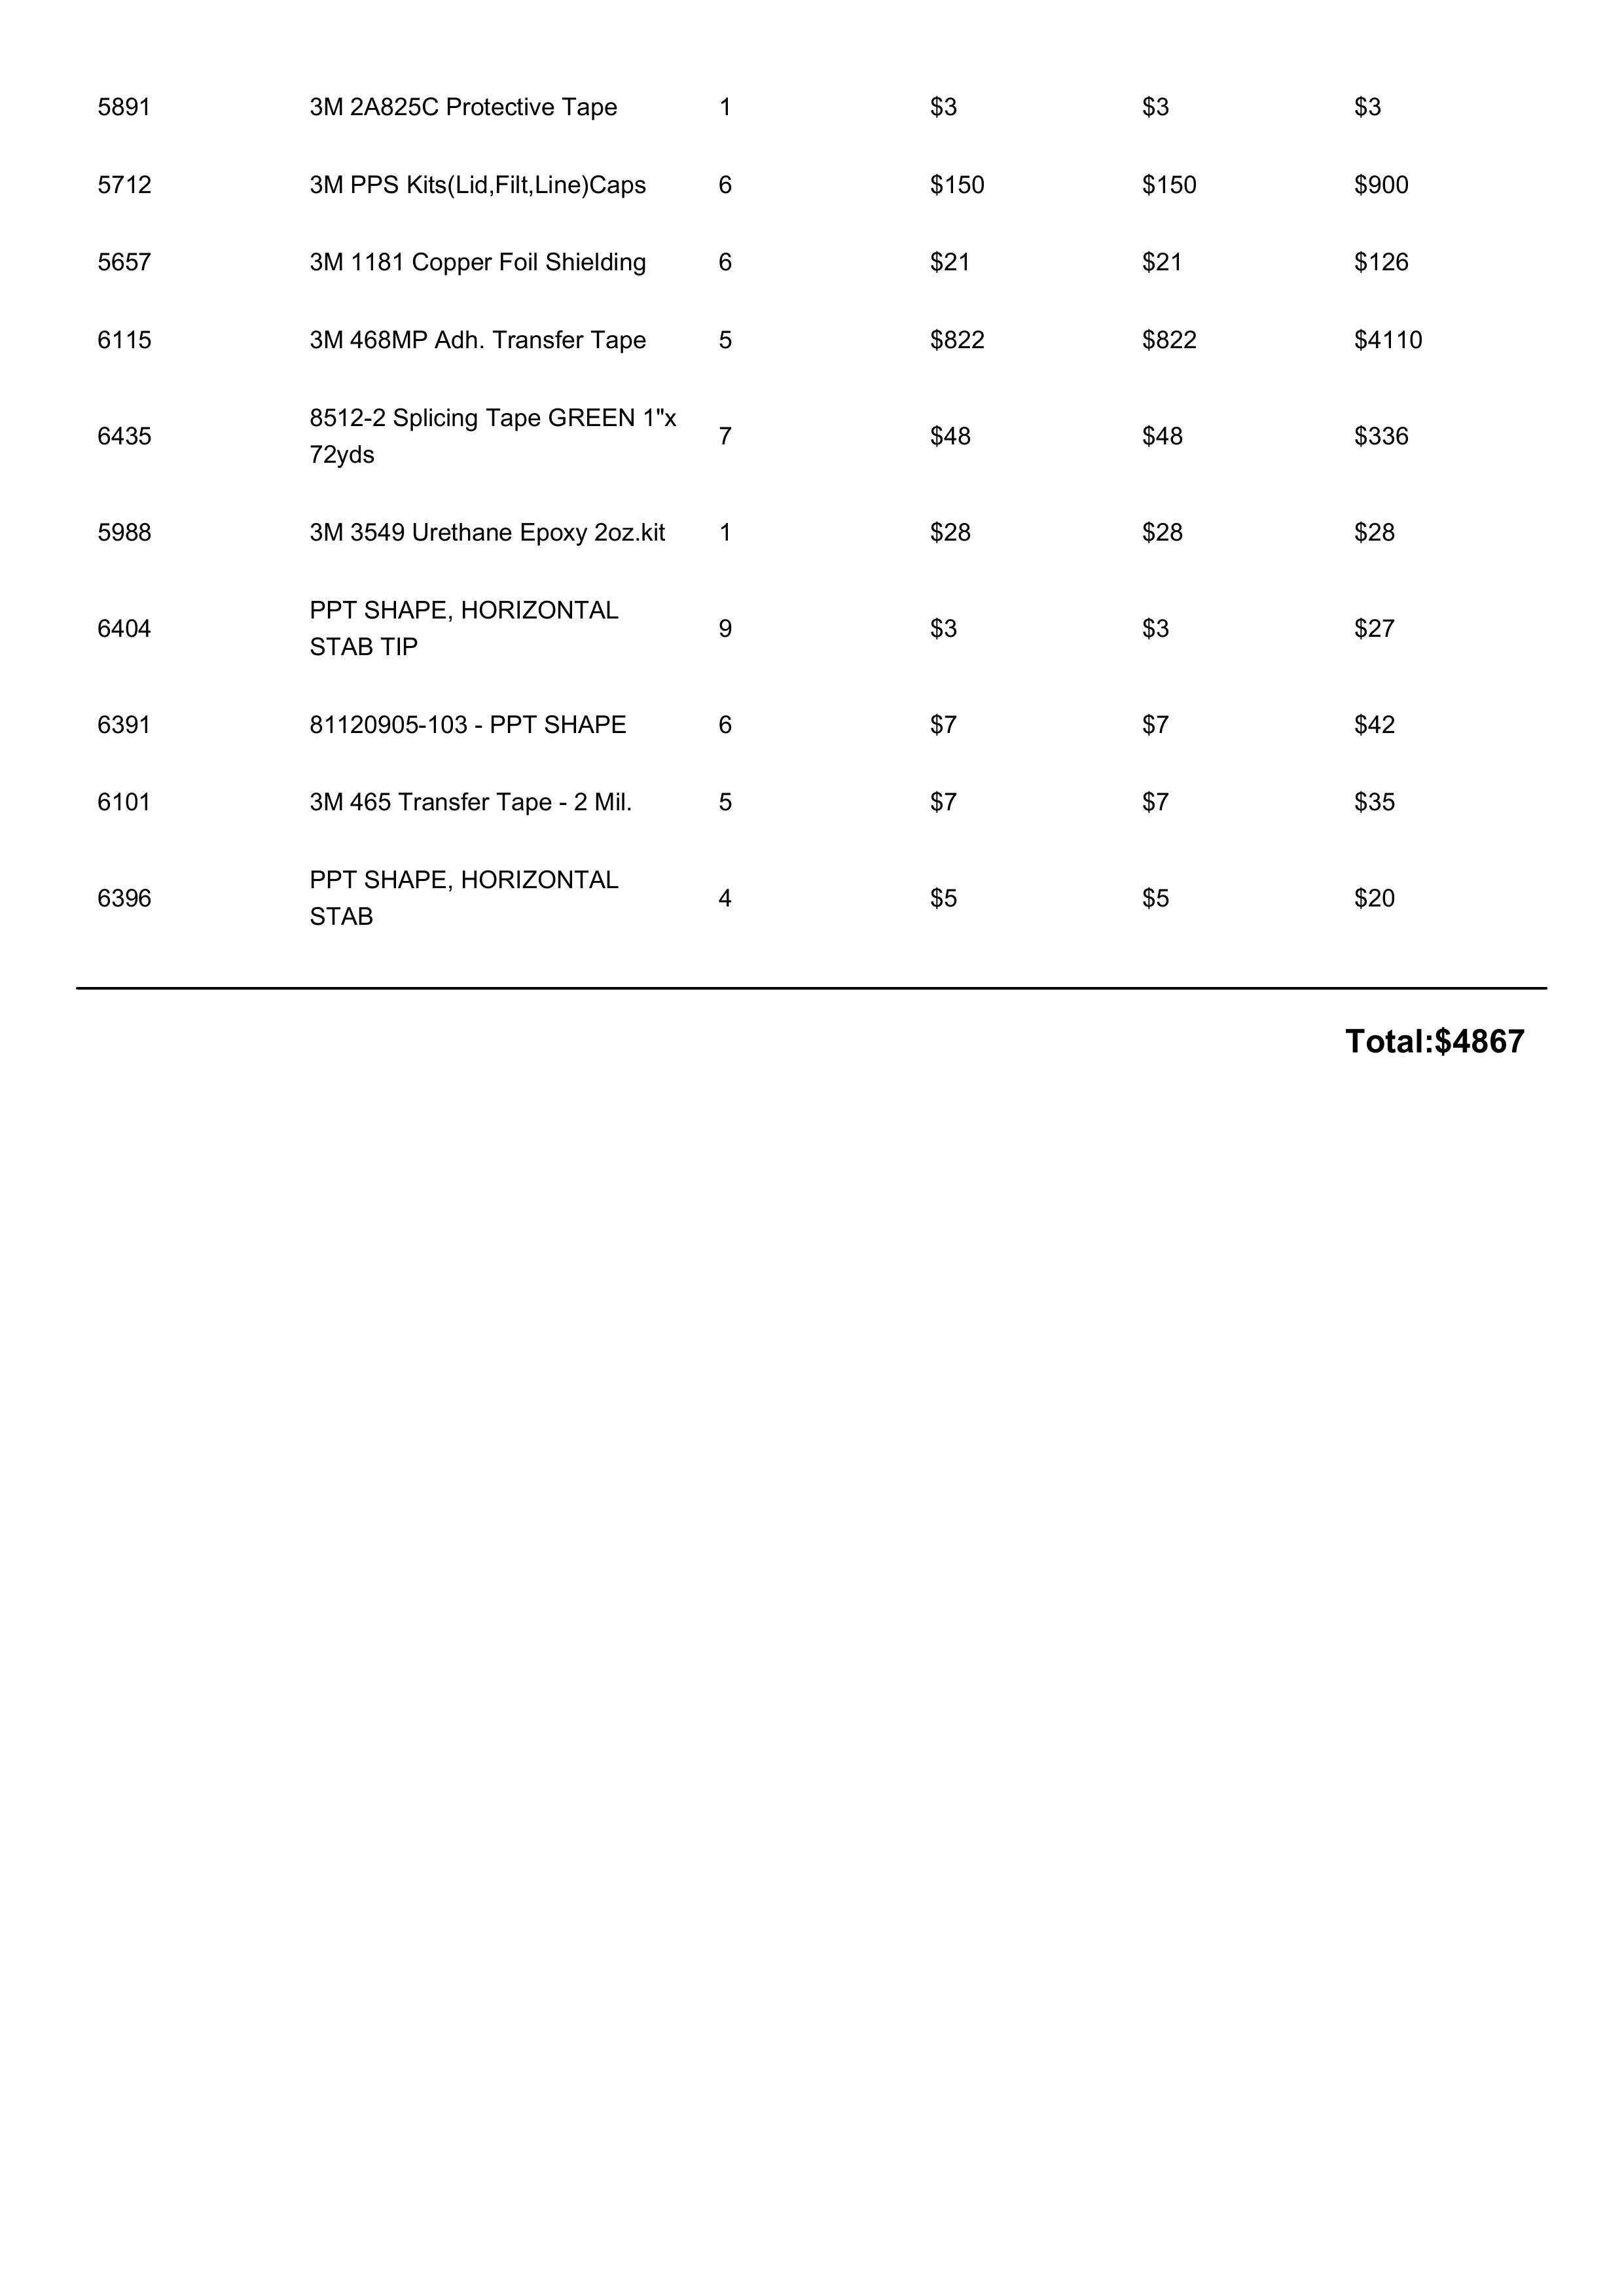 5891 3M 2A825C Protective Tape 1 $3 $3 $3
5712 3M PPS Kits(Lid,Filt,Line)Caps 6 $150 $150 $900
5657 3M 1181 Copper Foil Shielding 6 $21 $21 $126
6115 3M 468MP Adh. Transfer Tape 5 $822 $822 $4110
6435 8512-2 Splicing Tape GREEN 1"x 7 $48 $48 $336
72yds
5988 3M 3549 Urethane Epoxy 2oz.kit 1 $28 $28 $28
6404 PPT SHAPE, HORIZONTAL 9 $3 $3 $27
STAB TIP
6391 81120905-103 - PPT SHAPE 6 $7 $7 $42
6101 3M 465 Transfer Tape - 2 Mil. 5 $7 $7 $35
6396 PPT SHAPE, HORIZONTAL 4 $5 $5 $20
STAB
Total:$4867